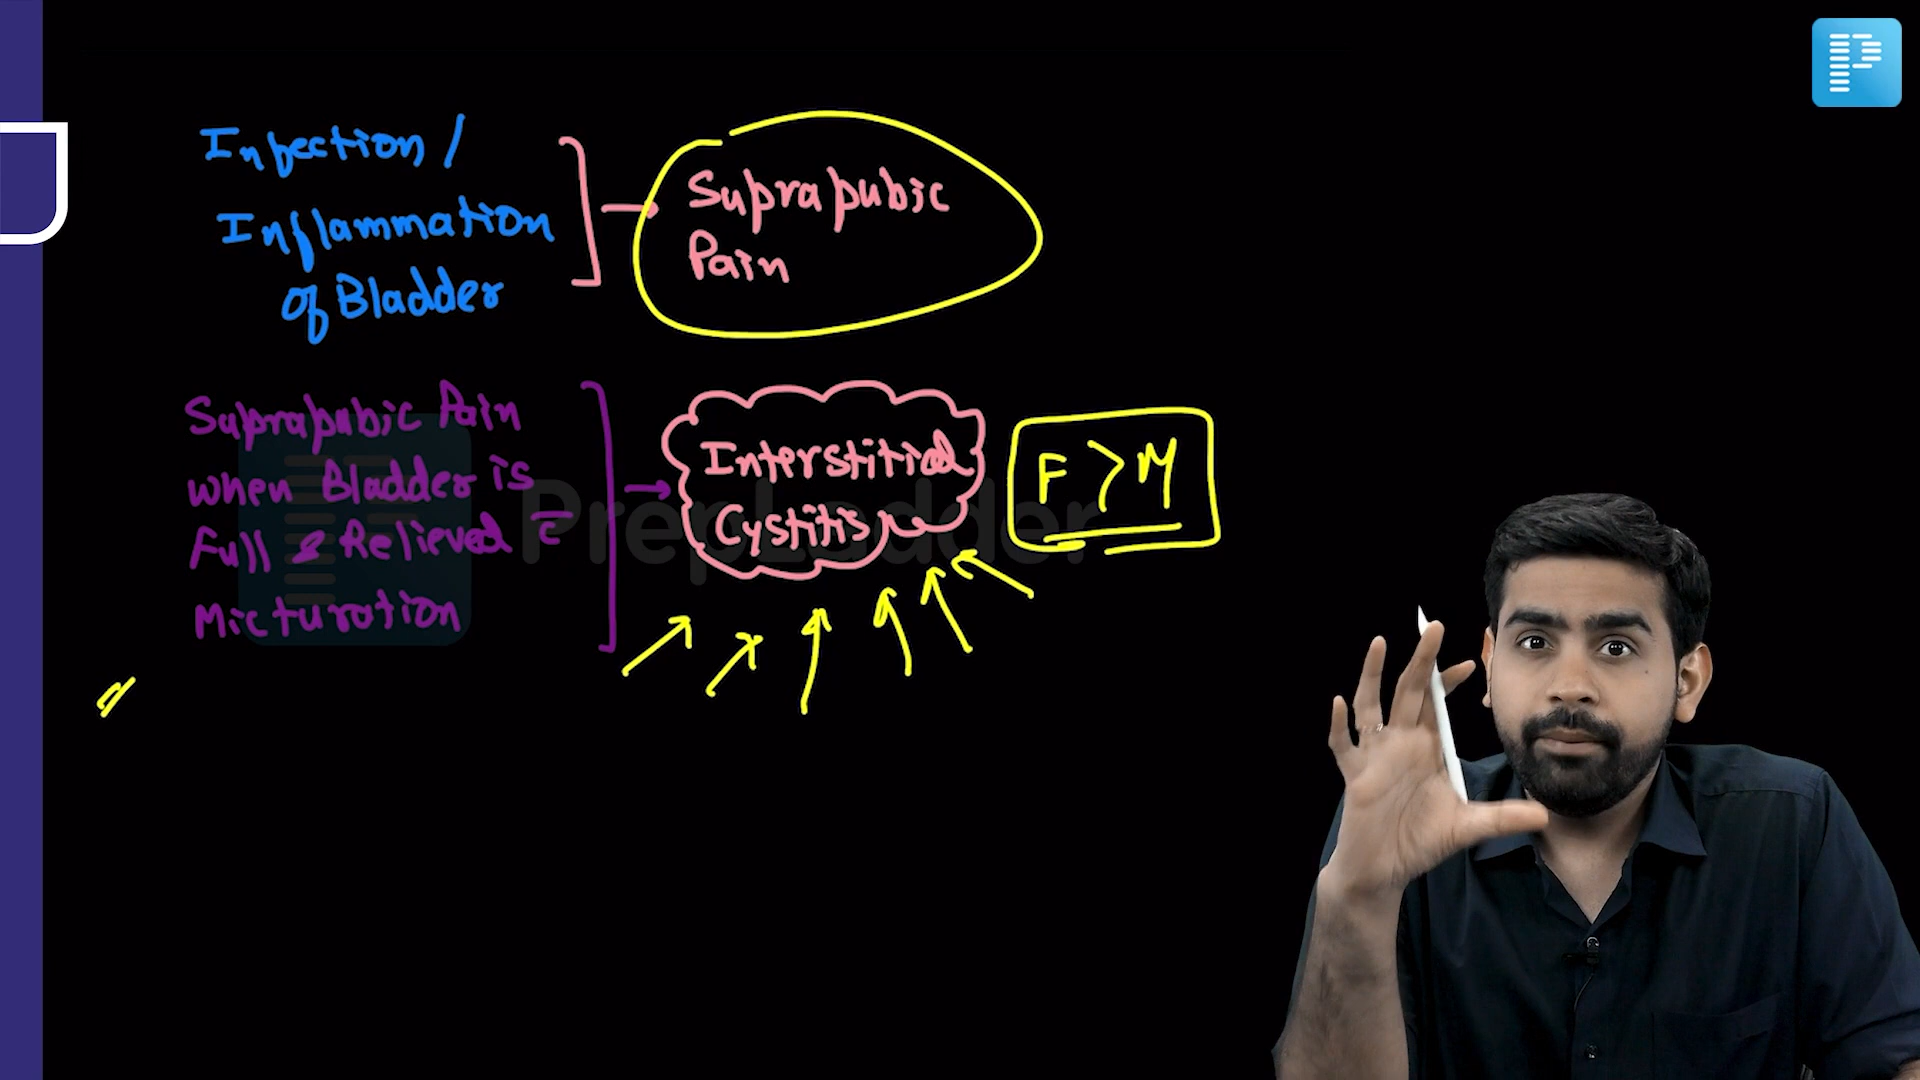 Infection /
Inflammation
of Bladder
Suprapubic
Pain
Suprapubic Pain
when Bladder is
Full & Relieved c̄
Micturation
Interstitial
Cystitis
F > M
PrepLadder